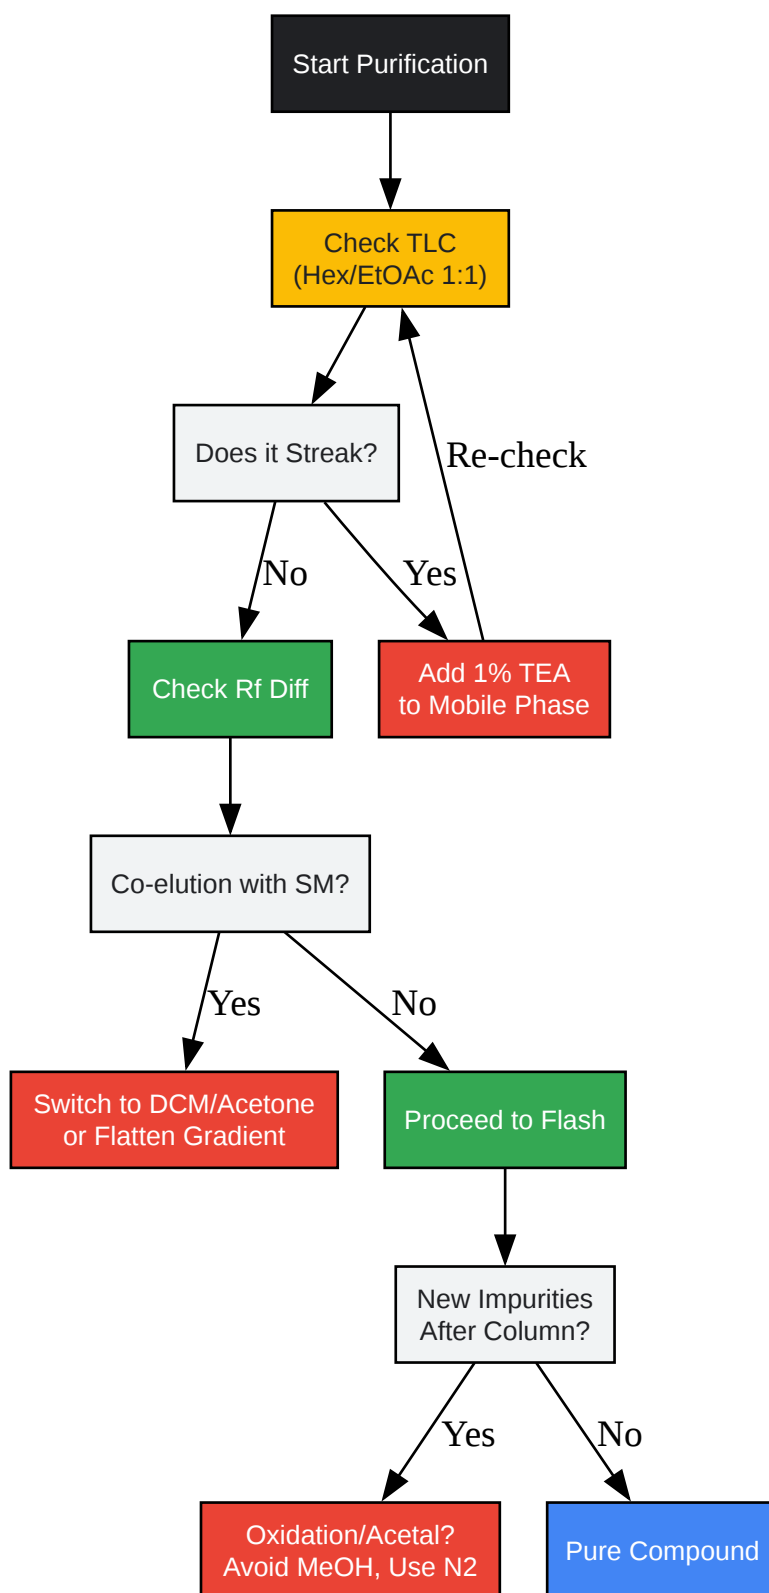 Start Purification
Check TLC
(Hex/EtOAc 1:1)
Does it Streak?
Re-check
No
Yes
Check Rf Diff
Add 1% TEA
to Mobile Phase
Co-elution with SM?
Yes
No
Switch to DCM/Acetone
or Flatten Gradient
Proceed to Flash
New Impurities
After Column?
Yes
No
Oxidation/Acetal?
Avoid MeOH, Use N2
Pure Compound